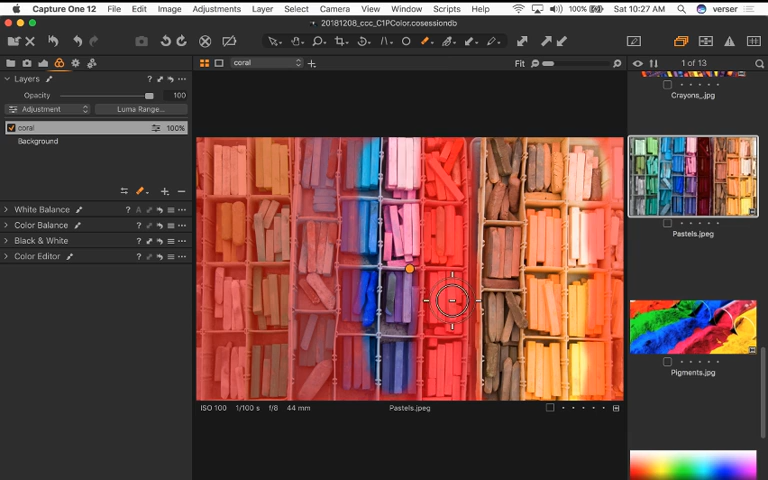 Capture One 12 File Edit Image Adjustments Layer Select Camera View Window Scripts Help 100% Sat 10:27 AM verser
20181208_ccc_C1PColor.cosessiondb
coral Fit 1 of 13
Layers
Opacity 100
Adjustment Luma Range...
coral 100%
Background
White Balance
Color Balance
Black & White
Color Editor
ISO 100 1/100 s f/8 44 mm Pastels.jpeg
Crayons_.jpg
Pastels.jpeg
Pigments.jpg